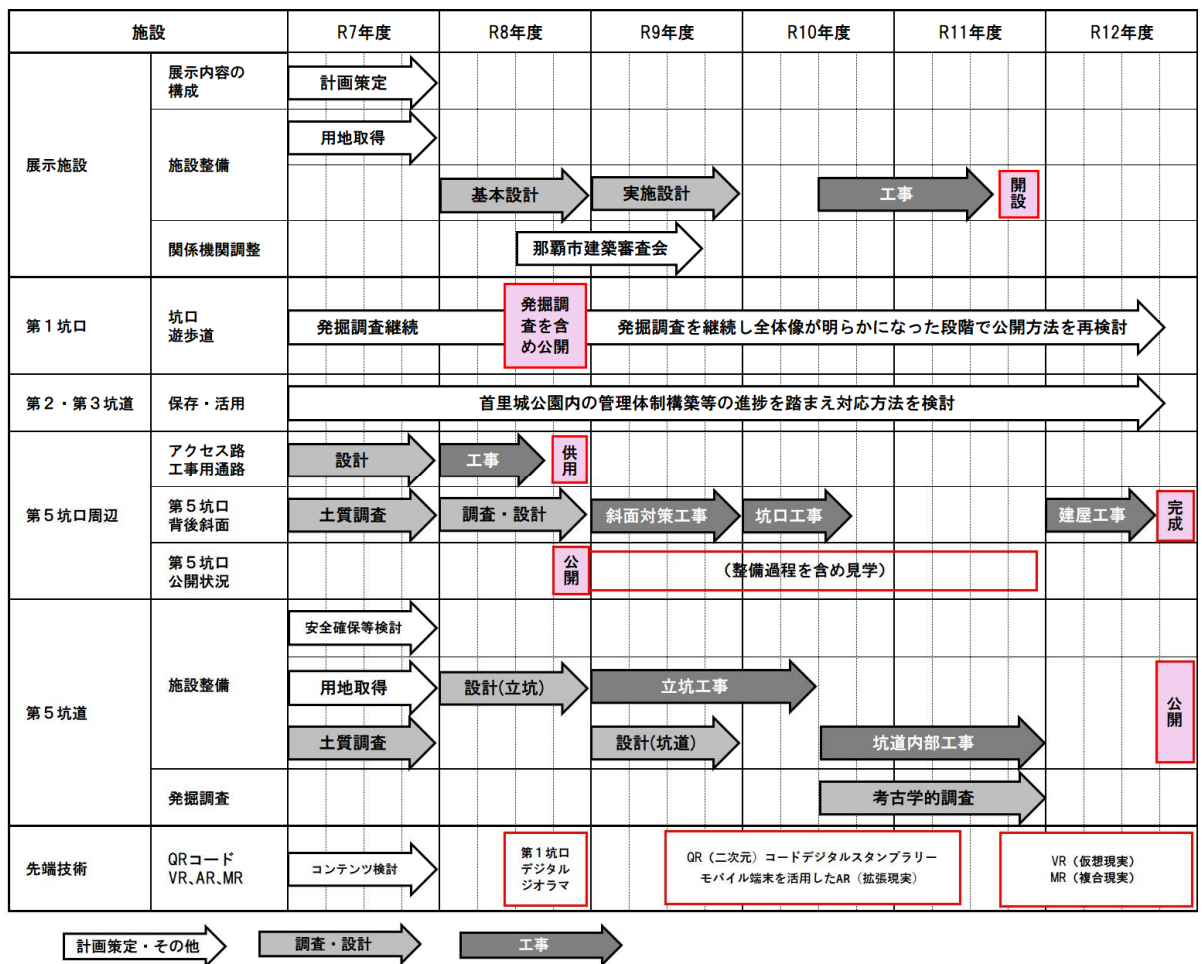 施設
R7年度
R8年度
R9年度
R10年度
R11年度
R12年度
展示施設
展示内容の
構成
計画策定
施設整備
用地取得
基本設計
実施設計
工事
開
設
関係機関調整
那覇市建築審査会
第1坑口
坑口
遊歩道
発掘調査継続
発掘調
査を含
め公開
発掘調査を継続し全体像が明らかになった段階で公開方法を再検討
第2・第3坑道
保存・活用
首里城公園内の管理体制構築等の進捗を踏まえ対応方法を検討
第5坑口周辺
アクセス路
工事用通路
設計
工事
供
用
第5坑口
背後斜面
土質調査
調査・設計
斜面対策工事
坑口工事
建屋工事
完
成
第5坑口
公開状況
公
開
(整備過程を含め見学)
第5坑道
施設整備
安全確保等検討
用地取得
設計(立坑)
立坑工事
公
開
土質調査
設計(坑道)
坑道内部工事
発掘調査
考古学的調査
先端技術
QRコード
VR、AR、MR
コンテンツ検討
第1坑口
デジタル
ジオラマ
QR(二次元)コードデジタルスタンプラリー
モバイル端末を活用したAR(拡張現実)
VR(仮想現実)
MR(複合現実)
計画策定・その他
調査・設計
工事